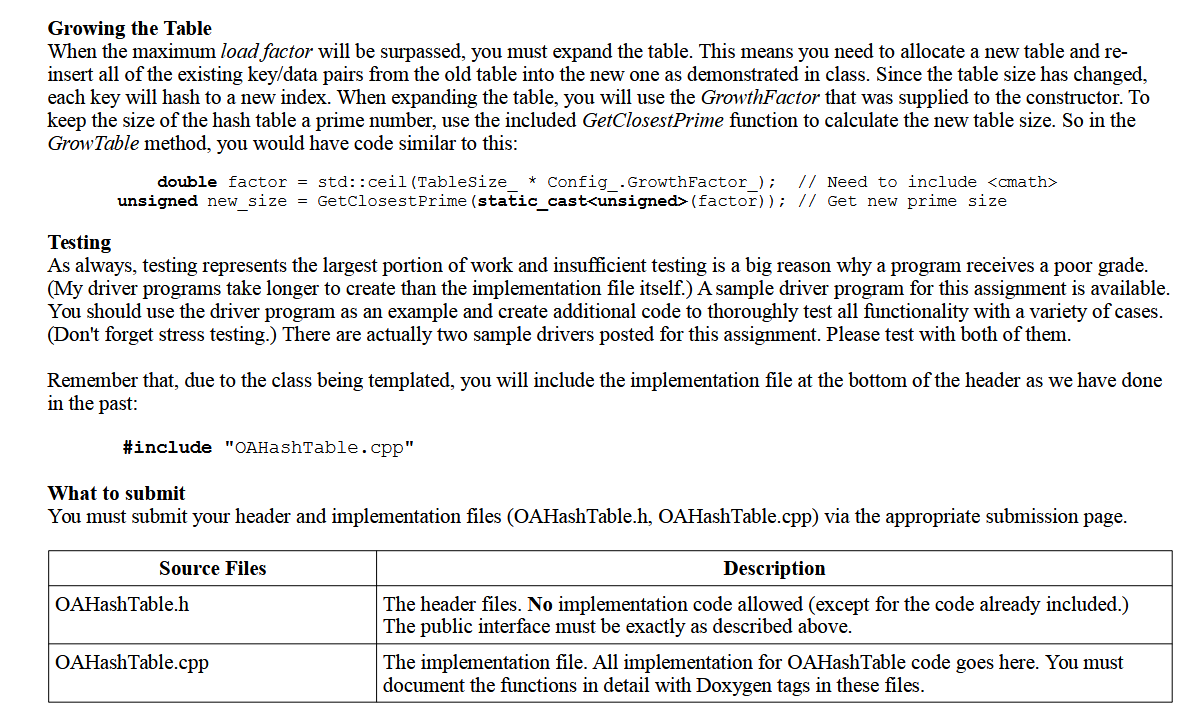 Growing the Table
When the maximum load factor will be surpassed, you must expand the table. This means you need to allocate a new table and re-
insert all of the existing key/data pairs from the old table into the new one as demonstrated in class. Since the table size has changed,
each key will hash to a new index. When expanding the table, you will use the GrowthFactor that was supplied to the constructor. To
keep the size of the hash table a prime number, use the included GetClosestPrime function to calculate the new table size. So in the
GrowTable method, you would have code similar to this:
double factor = std::ceil(TableSize_ * Config_.GrowthFactor_); // Need to include <cmath>
unsigned new_size = GetClosestPrime(static_cast<unsigned>(factor)); // Get new prime size
Testing
As always, testing represents the largest portion of work and insufficient testing is a big reason why a program receives a poor grade.
(My driver programs take longer to create than the implementation file itself.) A sample driver program for this assignment is available.
You should use the driver program as an example and create additional code to thoroughly test all functionality with a variety of cases.
(Don't forget stress testing.) There are actually two sample drivers posted for this assignment. Please test with both of them.
Remember that, due to the class being templated, you will include the implementation file at the bottom of the header as we have done
in the past:
#include "OAHashTable.cpp"
What to submit
You must submit your header and implementation files (OAHashTable.h, OAHashTable.cpp) via the appropriate submission page.
Source Files Description
OAHashTable.h The header files. No implementation code allowed (except for the code already included.)
The public interface must be exactly as described above.
OAHashTable.cpp The implementation file. All implementation for OAHashTable code goes here. You must
document the functions in detail with Doxygen tags in these files.